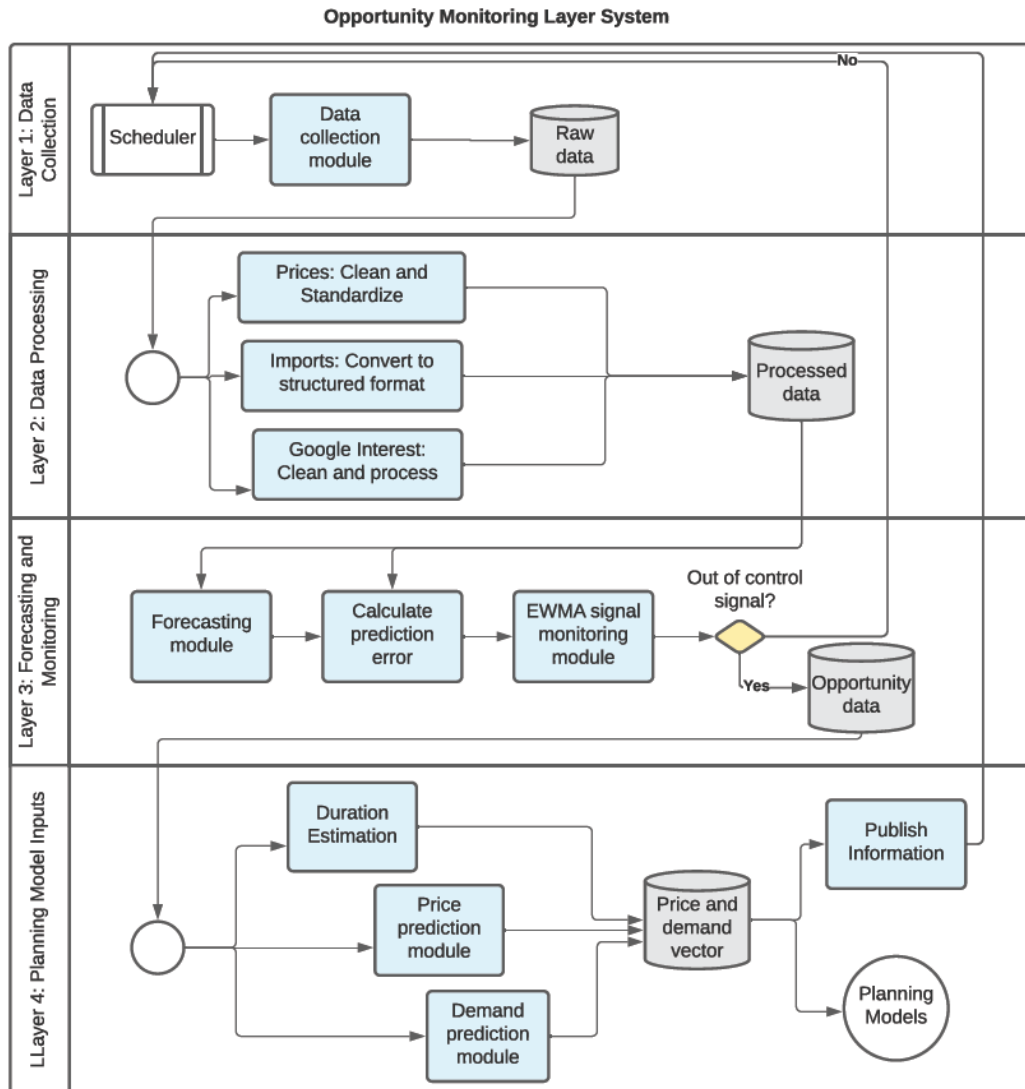 Opportunity Monitoring Layer System
No
Layer 1: Data
Collection
Scheduler
Data
collection
module
Raw
data
Layer 2: Data Processing
Prices: Clean and
Standardize
Imports: Convert to
structured format
Google Interest:
Clean and process
Processed
data
Layer 3: Forecasting and
Monitoring
Forecasting
module
Calculate
prediction
error
EWMA signal
monitoring
module
Out of control
signal?
Yes
Opportunity
data
LLayer 4: Planning Model Inputs
Duration
Estimation
Price
prediction
module
Demand
prediction
module
Price and
demand
vector
Publish
Information
Planning
Models